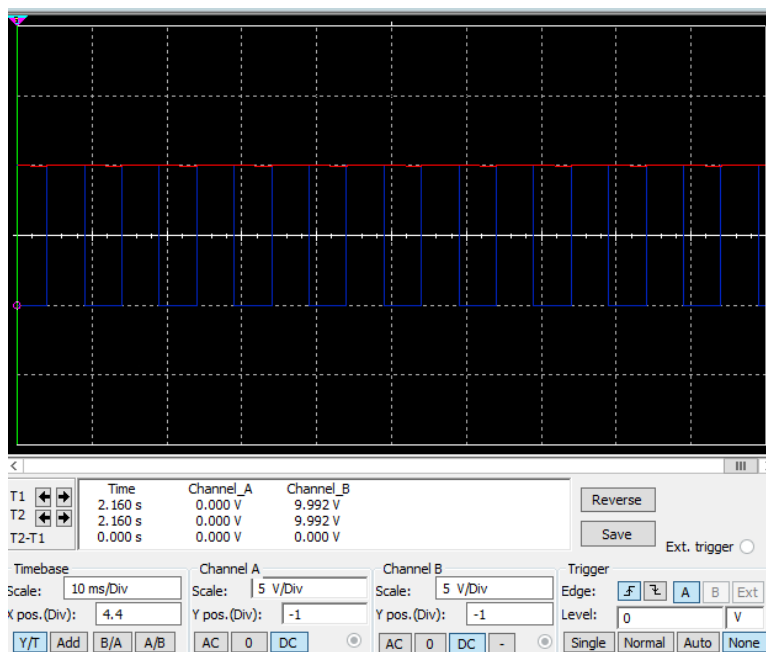 Time Channel_A Channel_B
T1 2.160 s 0.000 V 9.992 V
T2 2.160 s 0.000 V 9.992 V
T2-T1 0.000 s 0.000 V 0.000 V
Reverse
Save
Ext. trigger
Timebase
Scale: 10 ms/Div
X pos.(Div): 4.4
Y/T Add B/A A/B
Channel A
Scale: 5 V/Div
Y pos.(Div): -1
AC 0 DC
Channel B
Scale: 5 V/Div
Y pos.(Div): -1
AC 0 DC -
Trigger
Edge: A B Ext
Level: 0 V
Single Normal Auto None